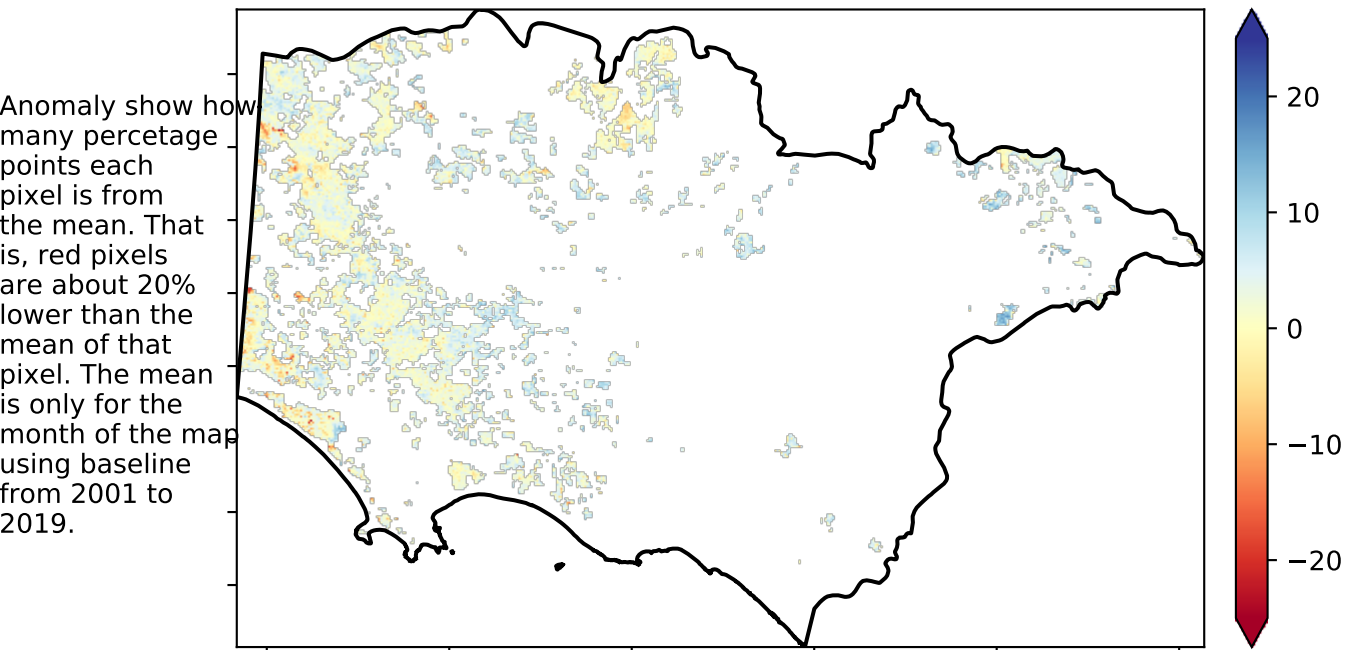 Anomaly show how
many percetage
points each
pixel is from
the mean. That
is, red pixels
are about 20%
lower than the
mean of that
pixel. The mean
is only for the
month of the map
using baseline
from 2001 to
2019.
20
10
0
−10
−20